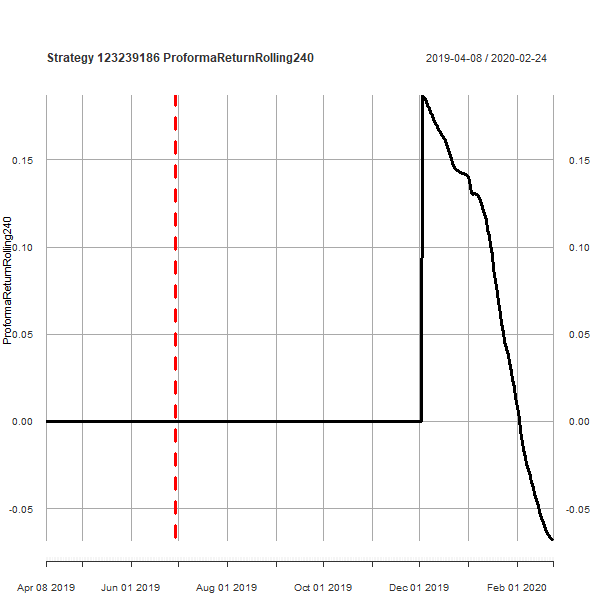 Strategy 123239186 ProformaReturnRolling240
2019-04-08 / 2020-02-24
ProformaReturnRolling240
0.15
0.10
0.05
0.00
-0.05
0.15
0.10
0.05
0.00
-0.05
Apr 08 2019
Jun 01 2019
Aug 01 2019
Oct 01 2019
Dec 01 2019
Feb 01 2020